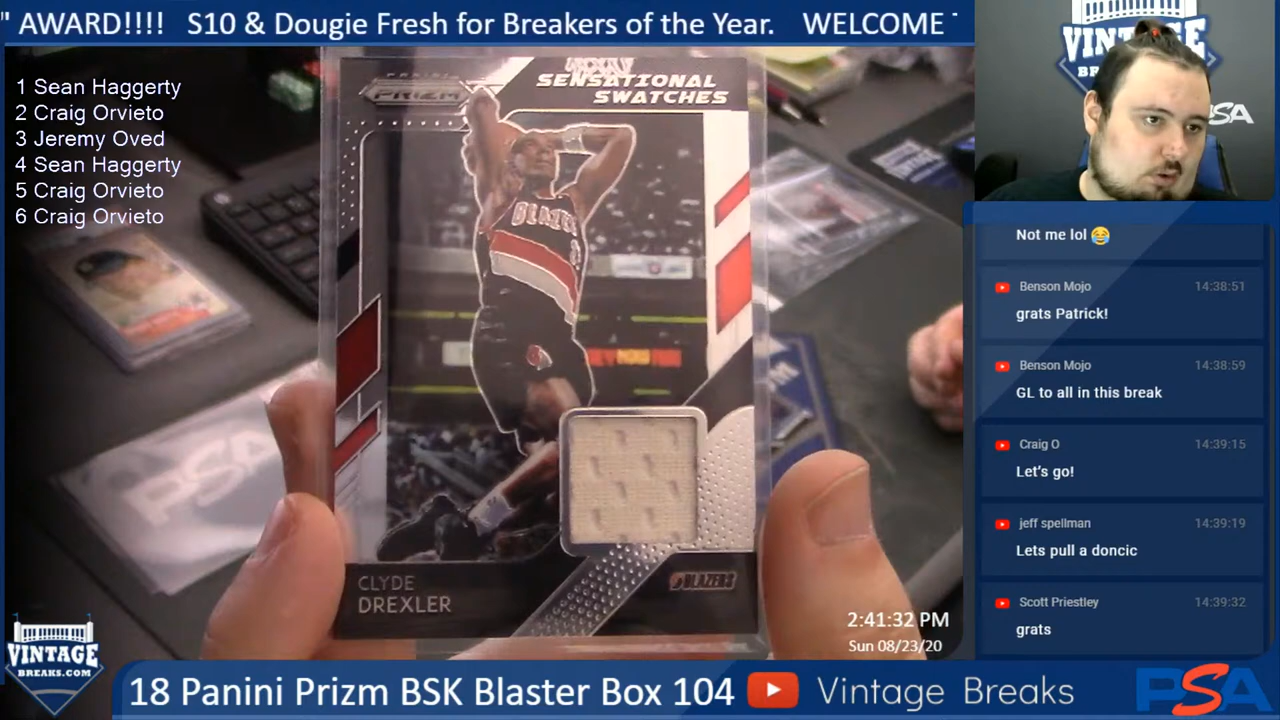 " AWARD!!!! S10 & Dougie Fresh for Breakers of the Year. WELCOME
1 Sean Haggerty
2 Craig Orvieto
3 Jeremy Oved
4 Sean Haggerty
5 Craig Orvieto
6 Craig Orvieto
PANINI
PRIZM
SENSATIONAL
SWATCHES
BLAZERS
CLYDE
DREXLER
BLAZERS
PSA
VINTAGE
PSA
Not me lol 😂
Benson Mojo 14:38:51
grats Patrick!
Benson Mojo 14:38:59
GL to all in this break
Craig O 14:39:15
Let's go!
jeff spellman 14:39:19
Lets pull a doncic
Scott Priestley 14:39:32
grats
2:41:32 PM
Sun 08/23/20
VINTAGE
BREAKS.COM
18 Panini Prizm BSK Blaster Box 104
Vintage Breaks
PSA